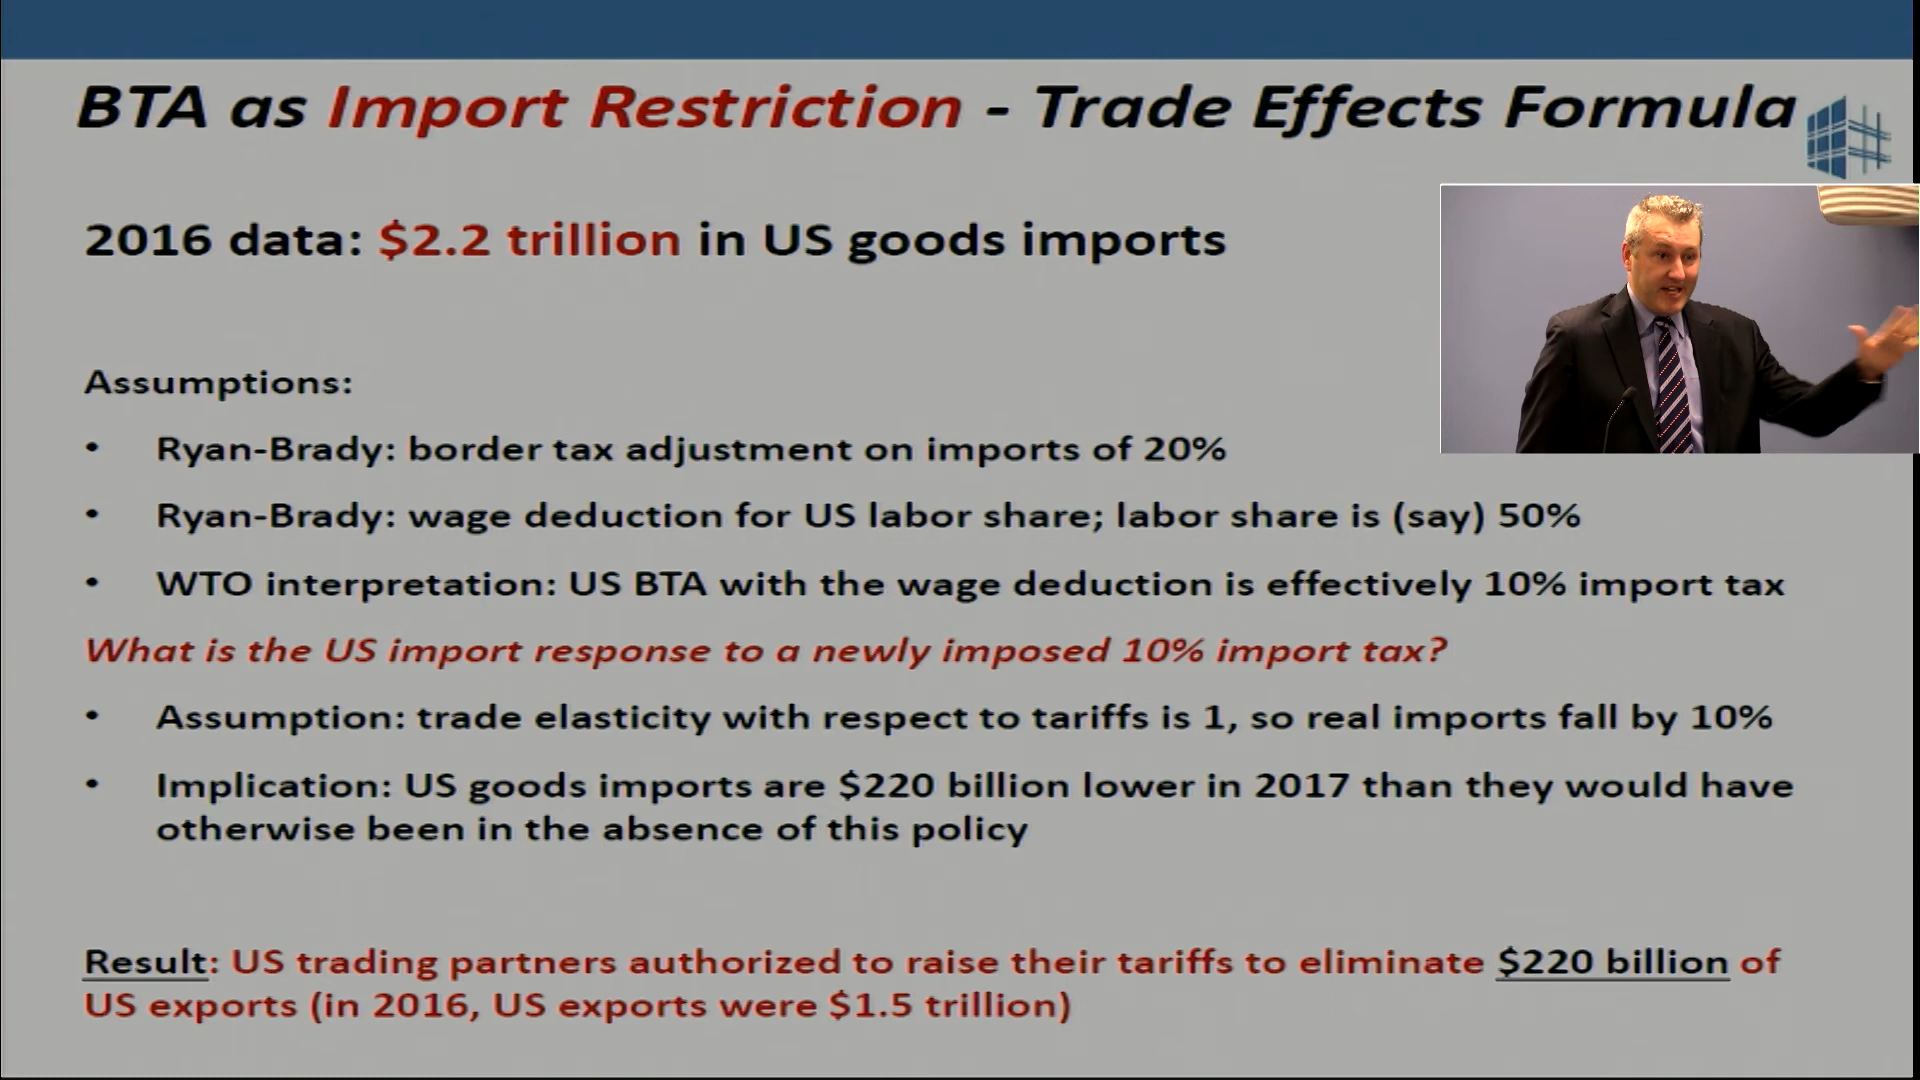 BTA as Import Restriction - Trade Effects Formula
2016 data: $2.2 trillion in US goods imports
Assumptions:
• Ryan-Brady: border tax adjustment on imports of 20%
• Ryan-Brady: wage deduction for US labor share; labor share is (say) 50%
• WTO interpretation: US BTA with the wage deduction is effectively 10% import tax
What is the US import response to a newly imposed 10% import tax?
• Assumption: trade elasticity with respect to tariffs is 1, so real imports fall by 10%
• Implication: US goods imports are $220 billion lower in 2017 than they would have
otherwise been in the absence of this policy
Result: US trading partners authorized to raise their tariffs to eliminate $220 billion of
US exports (in 2016, US exports were $1.5 trillion)